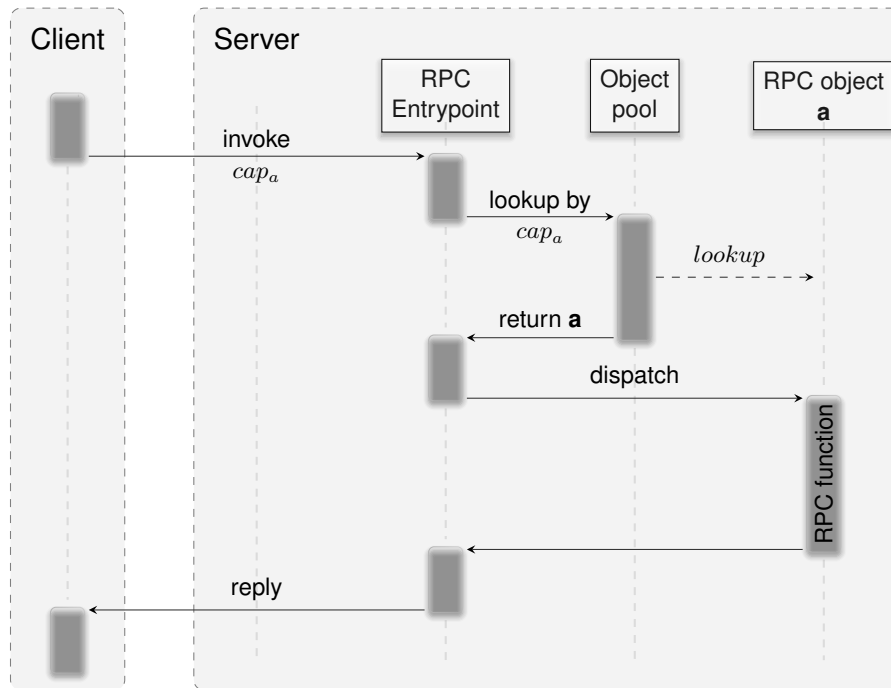 Client
Server
RPC
Entrypoint
Object
pool
RPC object
a
invoke
cap_a
lookup by
cap_a
lookup
return a
dispatch
RPC function
reply